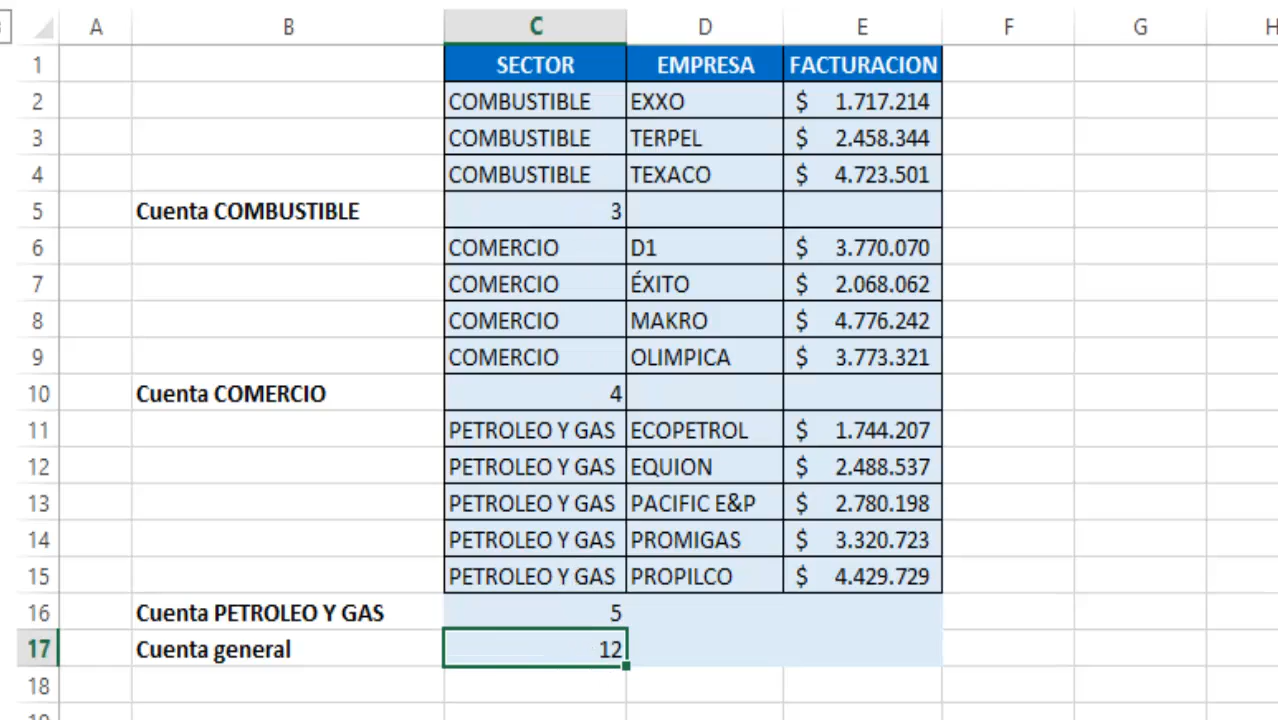 A B C D E F G H
1 SECTOR EMPRESA FACTURACION
2 COMBUSTIBLE EXXO $ 1.717.214
3 COMBUSTIBLE TERPEL $ 2.458.344
4 COMBUSTIBLE TEXACO $ 4.723.501
5 Cuenta COMBUSTIBLE 3
6 COMERCIO D1 $ 3.770.070
7 COMERCIO ÉXITO $ 2.068.062
8 COMERCIO MAKRO $ 4.776.242
9 COMERCIO OLIMPICA $ 3.773.321
10 Cuenta COMERCIO 4
11 PETROLEO Y GAS ECOPETROL $ 1.744.207
12 PETROLEO Y GAS EQUION $ 2.488.537
13 PETROLEO Y GAS PACIFIC E&P $ 2.780.198
14 PETROLEO Y GAS PROMIGAS $ 3.320.723
15 PETROLEO Y GAS PROPILCO $ 4.429.729
16 Cuenta PETROLEO Y GAS 5
17 Cuenta general 12
18